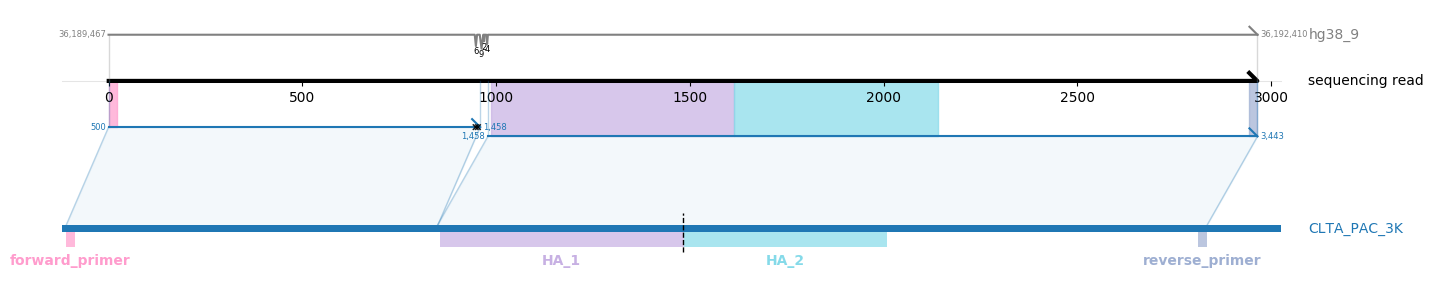 36,189,467 36,192,410 hg38_9
6 9 4
sequencing read
0 500 1000 1500 2000 2500 3000
500 1,458
1,458 3,443
CLTA_PAC_3K
forward_primer HA_1 HA_2 reverse_primer